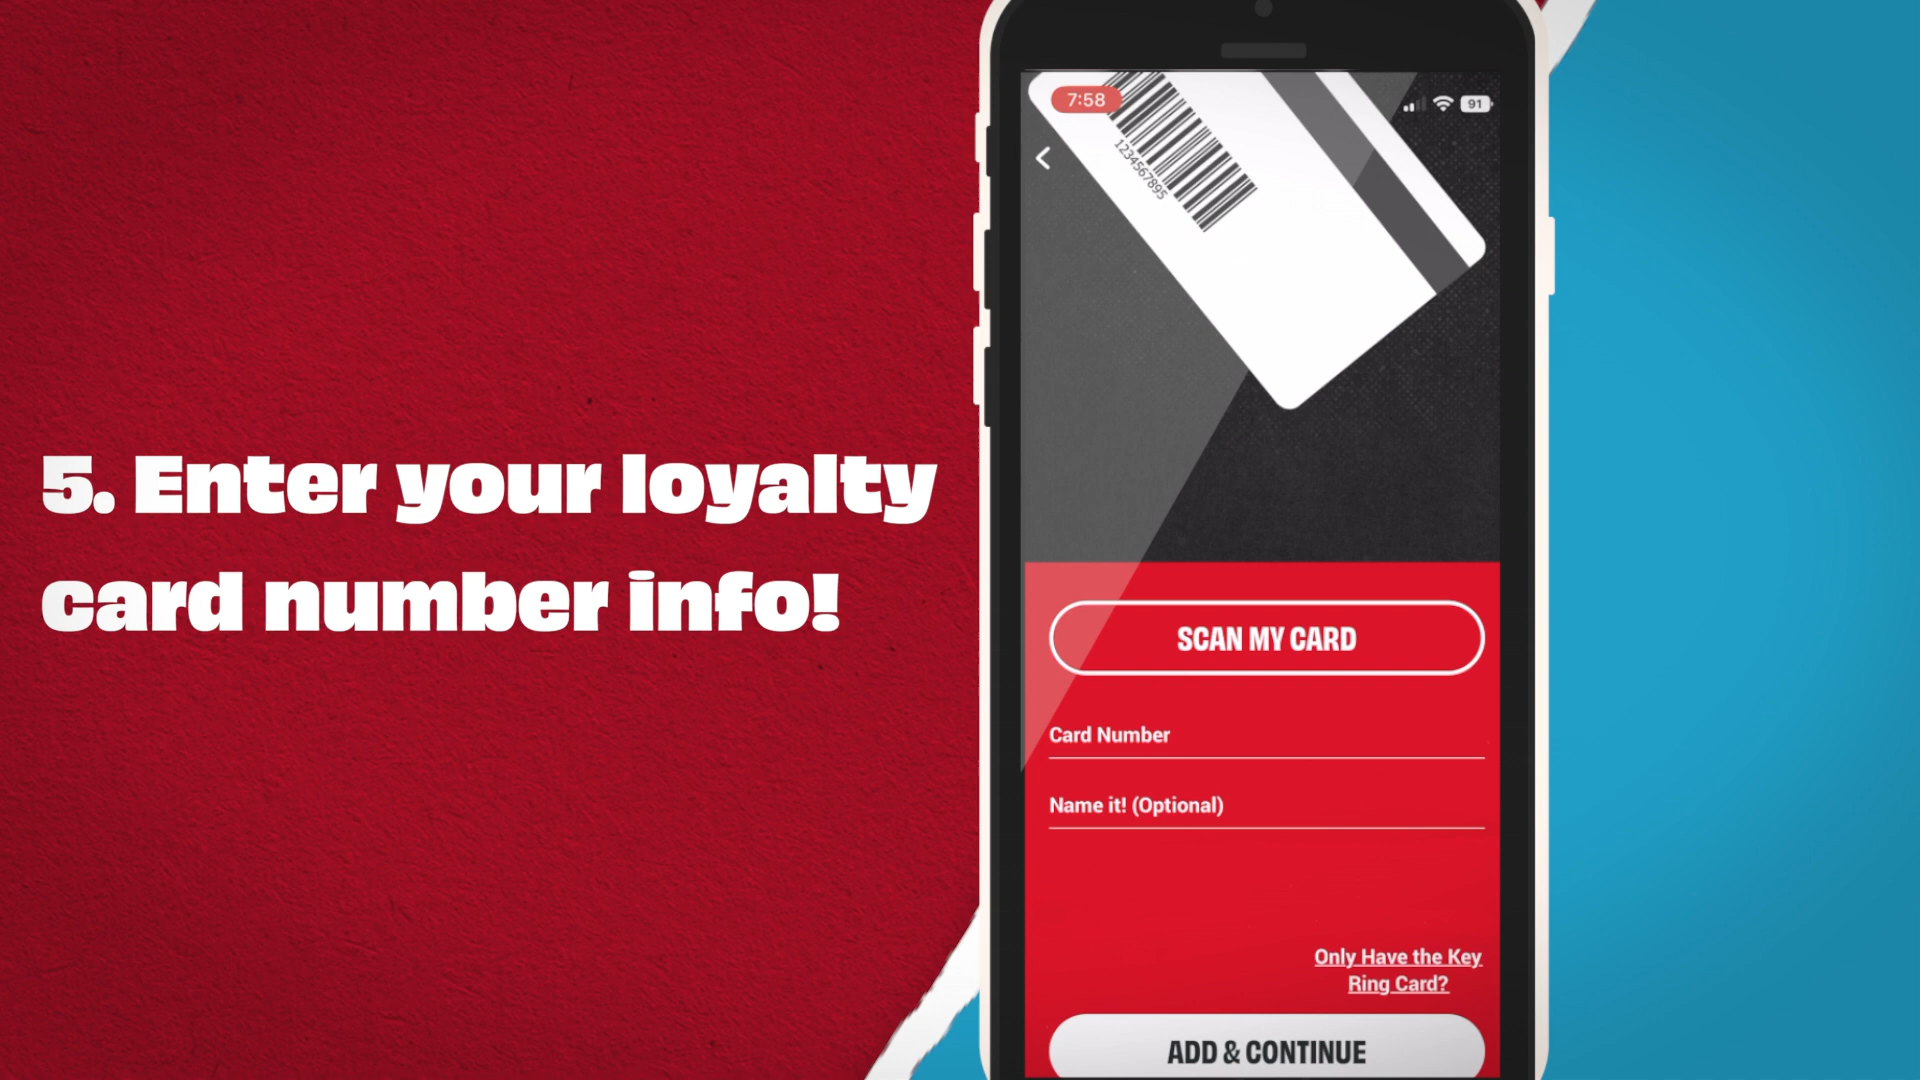 5. Enter your loyalty
card number info!
7:58
91
1234567895
SCAN MY CARD
Card Number
Name it! (Optional)
Only Have the Key
Ring Card?
ADD & CONTINUE